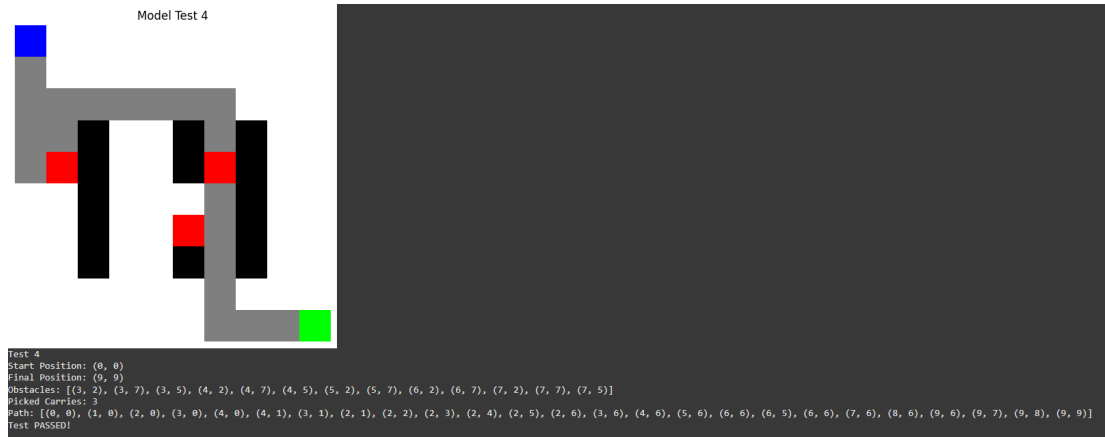 Model Test 4
Test 4
Start Position: (0, 0)
Final Position: (9, 9)
Obstacles: [(3, 2), (3, 7), (3, 5), (4, 2), (4, 7), (4, 5), (5, 2), (5, 7), (6, 2), (6, 7), (7, 2), (7, 7), (7, 5)]
Picked Carries: 3
Path: [(0, 0), (1, 0), (2, 0), (3, 0), (4, 0), (4, 1), (3, 1), (2, 1), (2, 2), (2, 3), (2, 4), (2, 5), (2, 6), (3, 6), (4, 6), (5, 6), (6, 6), (6, 5), (6, 6), (7, 6), (8, 6), (9, 6), (9, 7), (9, 8), (9, 9)]
Test PASSED!